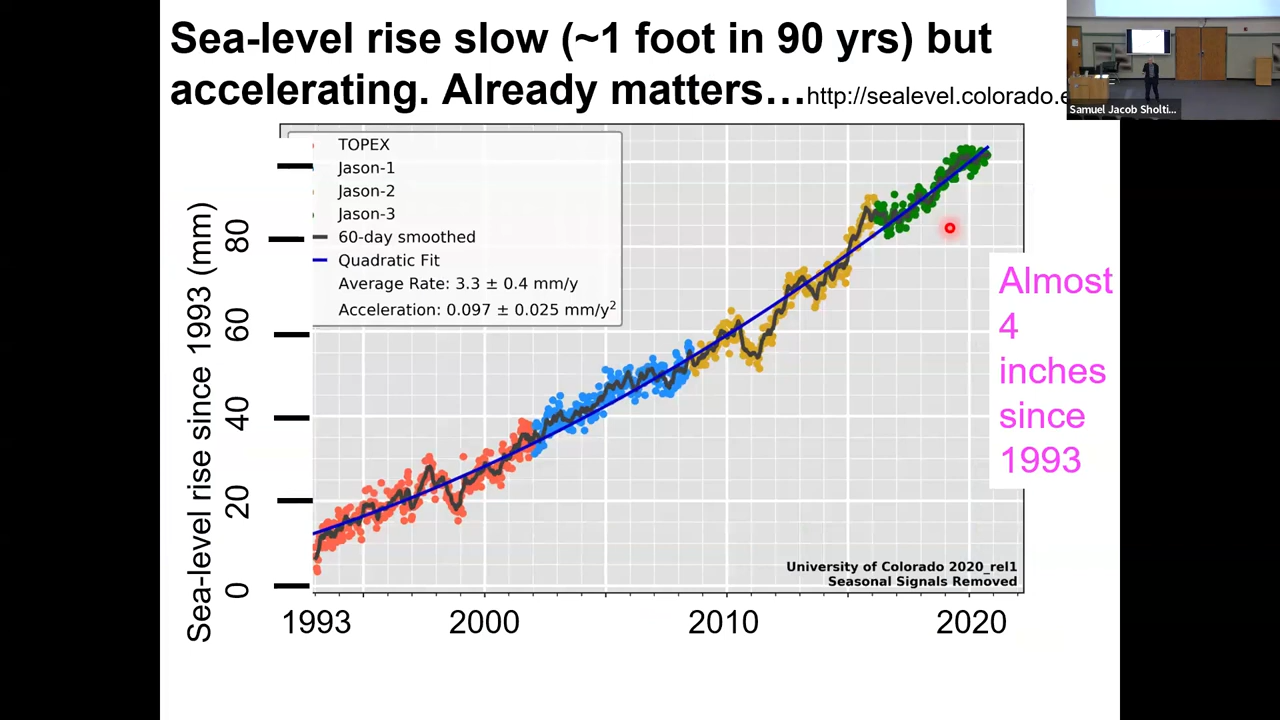 Sea-level rise slow (~1 foot in 90 yrs) but
accelerating. Already matters…http://sealevel.colorado.e
Samuel Jacob Sholti...
TOPEX
Jason-1
Jason-2
Jason-3
60-day smoothed
Quadratic Fit
Average Rate: 3.3 ± 0.4 mm/y
Acceleration: 0.097 ± 0.025 mm/y²
Sea-level rise since 1993 (mm)
80
60
40
20
0
Almost
4
inches
since
1993
University of Colorado 2020_rel1
Seasonal Signals Removed
1993 2000 2010 2020